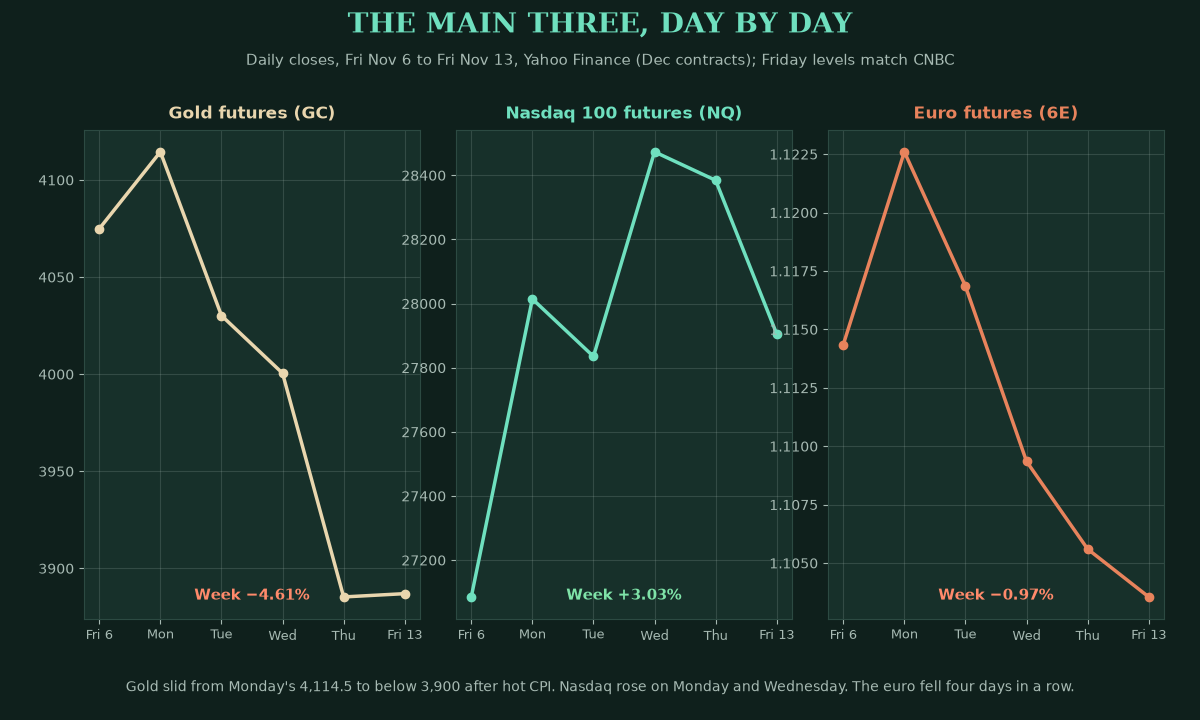 THE MAIN THREE, DAY BY DAY
Daily closes, Fri Nov 6 to Fri Nov 13, Yahoo Finance (Dec contracts); Friday levels match CNBC
Gold futures (GC)
4100
4050
4000
3950
3900
Week −4.61%
Fri 6 Mon Tue Wed Thu Fri 13
Nasdaq 100 futures (NQ)
28400
28200
28000
27800
27600
27400
27200
Week +3.03%
Fri 6 Mon Tue Wed Thu Fri 13
Euro futures (6E)
1.1225
1.1200
1.1175
1.1150
1.1125
1.1100
1.1075
1.1050
Week −0.97%
Fri 6 Mon Tue Wed Thu Fri 13
Gold slid from Monday's 4,114.5 to below 3,900 after hot CPI. Nasdaq rose on Monday and Wednesday. The euro fell four days in a row.